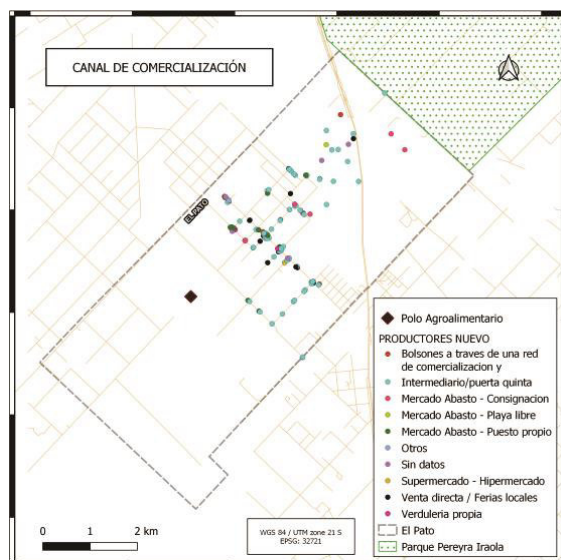 CANAL DE COMERCIALIZACIÓN
EL PATO
Polo Agroalimentario
PRODUCTORES NUEVO
Bolsones a traves de una red
de comercializacion y
Intermediario/puerta quinta
Mercado Abasto - Consignacion
Mercado Abasto - Playa libre
Mercado Abasto - Puesto propio
Otros
Sin datos
Supermercado - Hipermercado
Venta directa / Ferias locales
Verduleria propia
El Pato
Parque Pereyra Iraola
0 1 2 km
WGS 84 / UTM zone 21 S
EPSG: 32721